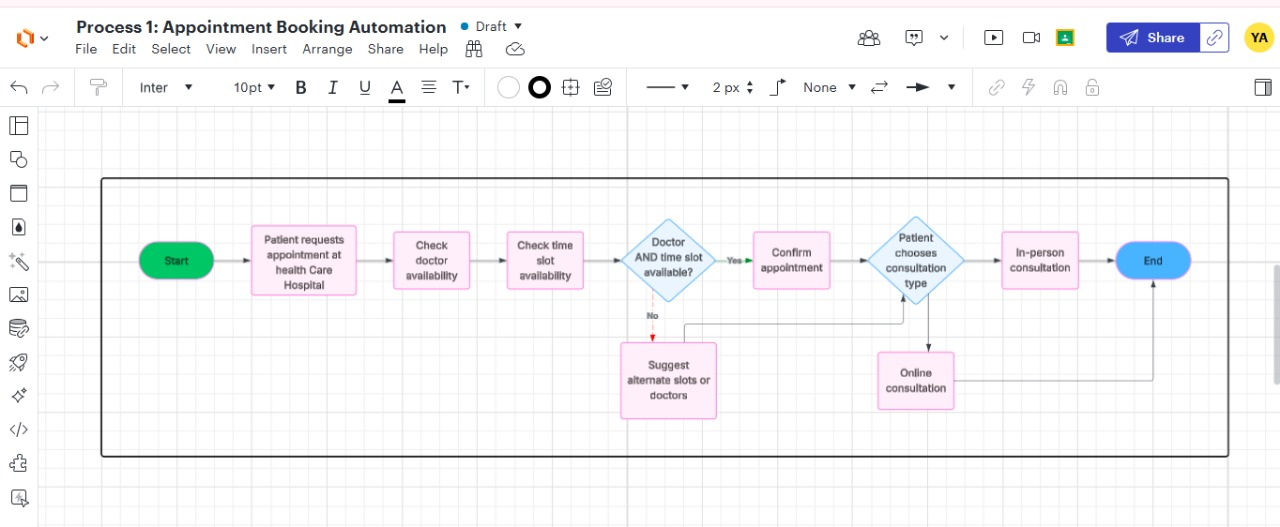 Process 1: Appointment Booking Automation
Draft
File Edit Select View Insert Arrange Share Help
Share
YA
Inter
10pt
B I U A T
2 px
None
Start
Patient requests
appointment at
health Care
Hospital
Check
doctor
availability
Check time
slot
availability
Doctor
AND time slot
available?
Yes
Confirm
appointment
Patient
chooses
consultation
type
In-person
consultation
End
No
Suggest
alternate slots or
doctors
Online
consultation